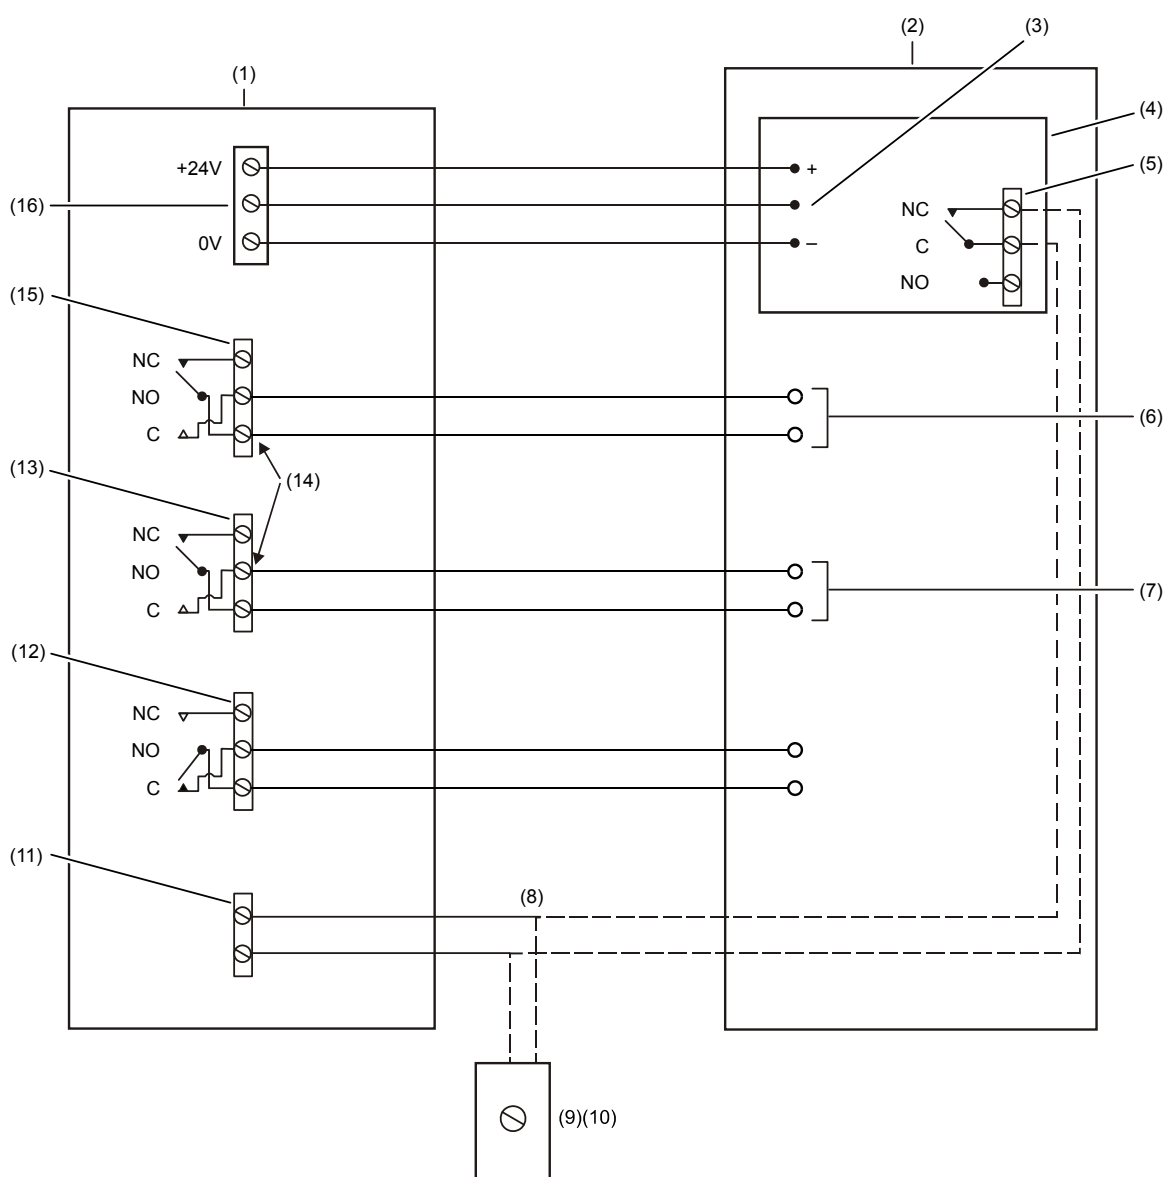 (1)
(2)
(3)
(4)
(5)
+24V
+
(16)
0V
–
NC
C
NO
(15)
NC
NO
C
(6)
(13)
(14)
NC
NO
C
(7)
(12)
NC
NO
C
(11)
(8)
(9)(10)